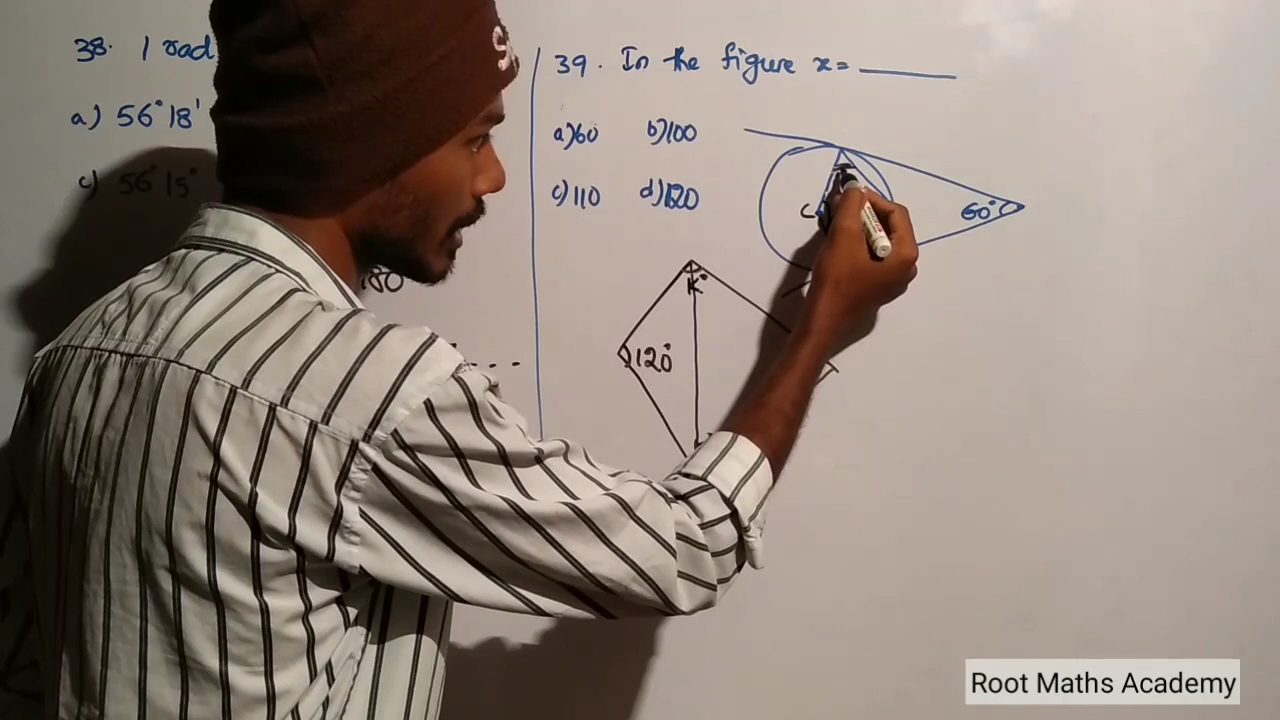 38. 1 rad
a) 56°18'
c) 56°15'
180
39. In the figure x= ______
a) 60 b) 100
c) 110 d) 120
60°
C
K°
120°
Root Maths Academy